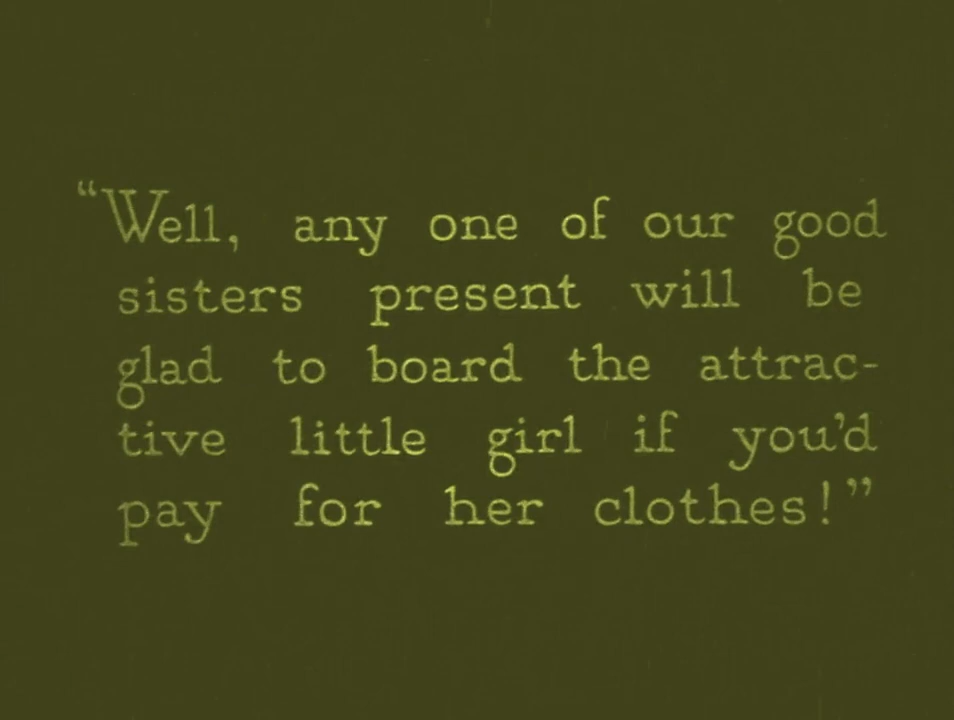 “Well, any one of our good
sisters present will be
glad to board the attrac-
tive little girl if you’d
pay for her clothes!”